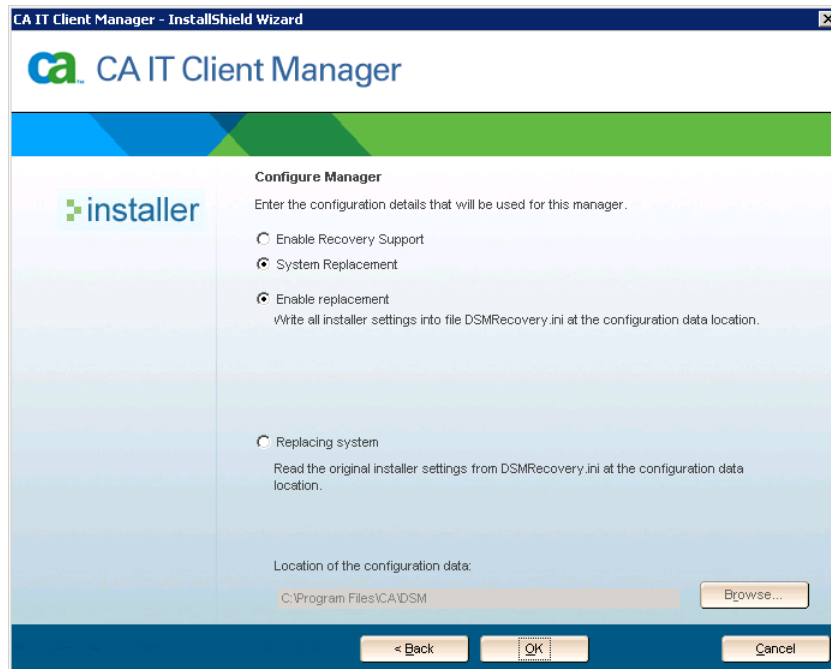 CA IT Client Manager - InstallShield Wizard
ca™ CA IT Client Manager
installer
Configure Manager
Enter the configuration details that will be used for this manager.
Enable Recovery Support
System Replacement
Enable replacement
Write all installer settings into file DSMRecovery.ini at the configuration data location.
Replacing system
Read the original installer settings from DSMRecovery.ini at the configuration data
location.
Location of the configuration data:
C:\Program Files\CA\DSM
Browse...
< Back
OK
Cancel